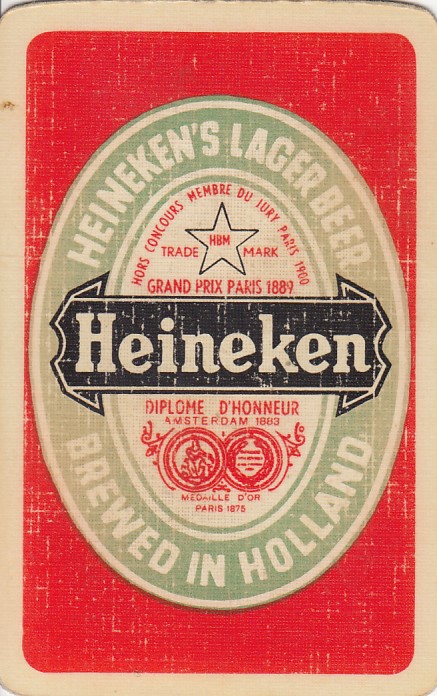 HEINEKEN'S LAGER BEER
HORS CONCOURS MEMBRE DU JURY PARIS 1900
HBM
TRADE MARK
GRAND PRIX PARIS 1889
Heineken
DIPLOME D'HONNEUR
AMSTERDAM 1883
MEDAILLE D'OR
PARIS 1875
BREWED IN HOLLAND